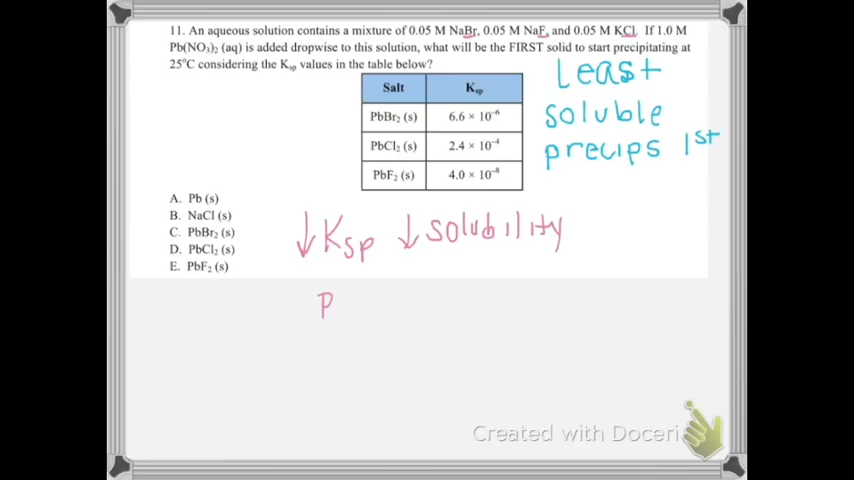 11. An aqueous solution contains a mixture of 0.05 M NaBr, 0.05 M NaF, and 0.05 M KCl. If 1.0 M
Pb(NO₃)₂ (aq) is added dropwise to this solution, what will be the FIRST solid to start precipitating at
25°C considering the Kₛₚ values in the table below?
Least
soluble
precips 1st
Salt Kₛₚ
PbBr₂ (s) 6.6 × 10⁻⁶
PbCl₂ (s) 2.4 × 10⁻⁴
PbF₂ (s) 4.0 × 10⁻⁸
A. Pb (s)
B. NaCl (s)
C. PbBr₂ (s)
D. PbCl₂ (s)
E. PbF₂ (s)
↓ Ksp ↓ solubility
P
Created with Doceri